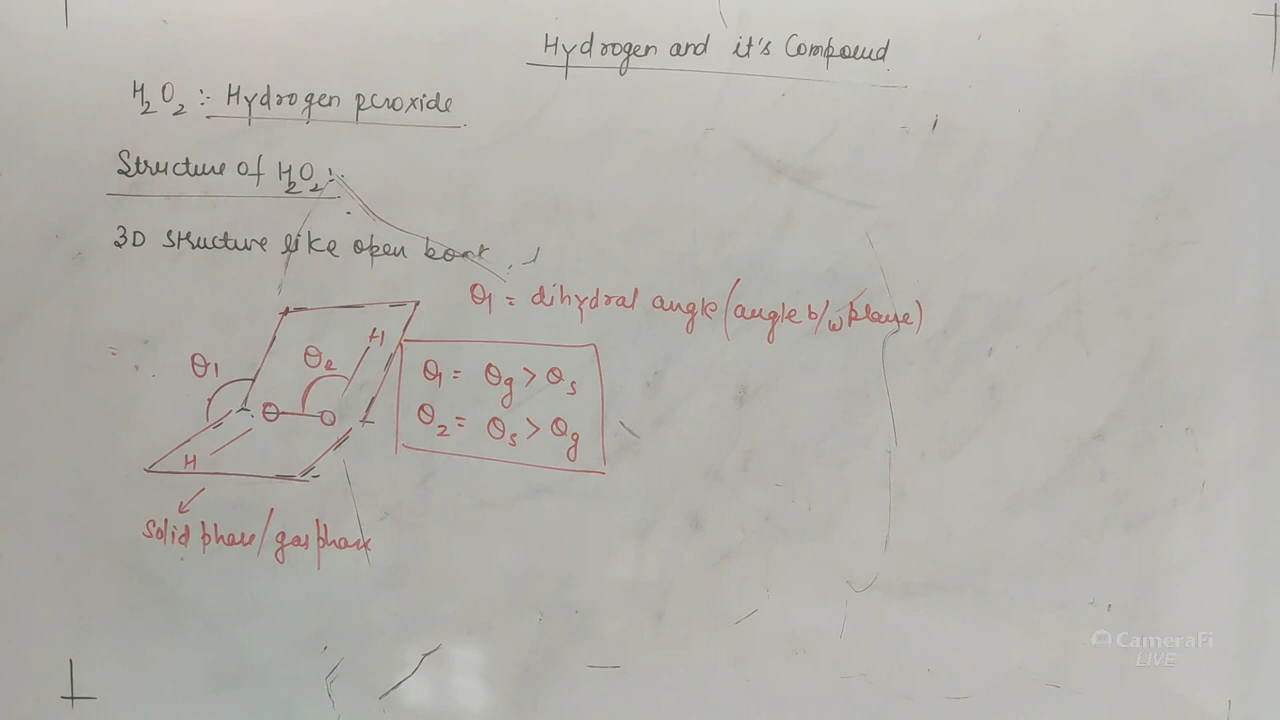 Hydrogen and it's Compound
H2O2 :- Hydrogen peroxide
Structure of H2O2 :-
3D structure like open book
θ1 = dihydral angle (angle b/w plane)
θ1
θ2
H
O O
H
θ1 = θg > θs
θ2 = θs > θg
solid phase/gas phase
CameraFi
LIVE